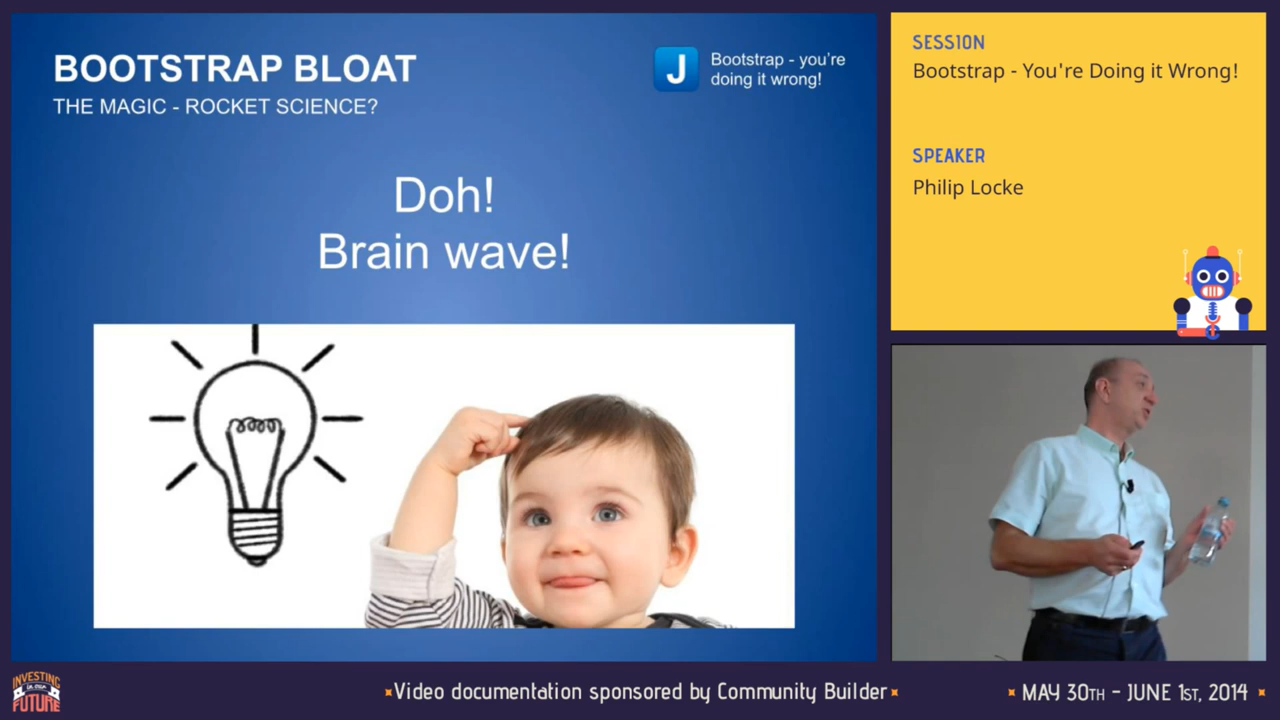 BOOTSTRAP BLOAT
THE MAGIC - ROCKET SCIENCE?
J
Bootstrap - you're
doing it wrong!
Doh!
Brain wave!
SESSION
Bootstrap - You're Doing it Wrong!
SPEAKER
Philip Locke
INVESTING
IN OUR
FUTURE
Video documentation sponsored by Community Builder
MAY 30TH - JUNE 1ST, 2014